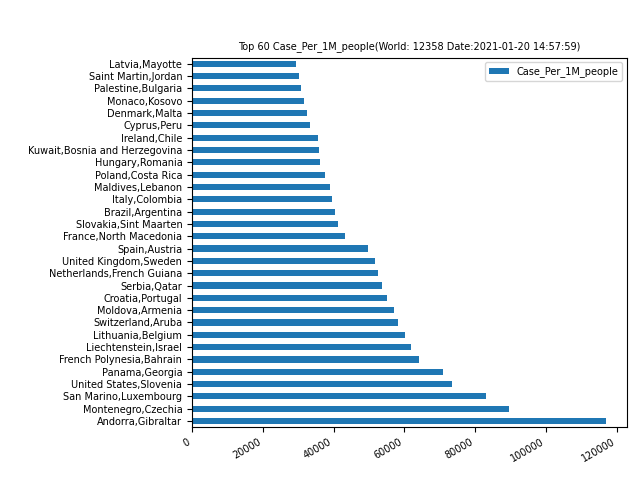 Top 60 Case_Per_1M_people(World: 12358 Date:2021-01-20 14:57:59)
Case_Per_1M_people
Latvia,Mayotte
Saint Martin,Jordan
Palestine,Bulgaria
Monaco,Kosovo
Denmark,Malta
Cyprus,Peru
Ireland,Chile
Kuwait,Bosnia and Herzegovina
Hungary,Romania
Poland,Costa Rica
Maldives,Lebanon
Italy,Colombia
Brazil,Argentina
Slovakia,Sint Maarten
France,North Macedonia
Spain,Austria
United Kingdom,Sweden
Netherlands,French Guiana
Serbia,Qatar
Croatia,Portugal
Moldova,Armenia
Switzerland,Aruba
Lithuania,Belgium
Liechtenstein,Israel
French Polynesia,Bahrain
Panama,Georgia
United States,Slovenia
San Marino,Luxembourg
Montenegro,Czechia
Andorra,Gibraltar
0 20000 40000 60000 80000 100000 120000